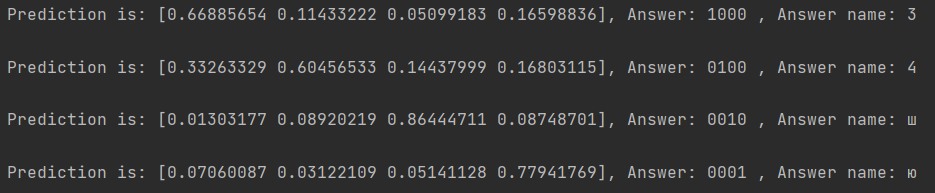 Prediction is: [0.66885654 0.11433222 0.05099183 0.16598836], Answer: 1000 , Answer name: 3
Prediction is: [0.33263329 0.60456533 0.14437999 0.16803115], Answer: 0100 , Answer name: 4
Prediction is: [0.01303177 0.08920219 0.86444711 0.08748701], Answer: 0010 , Answer name: ш
Prediction is: [0.07060087 0.03122109 0.05141128 0.77941769], Answer: 0001 , Answer name: ю